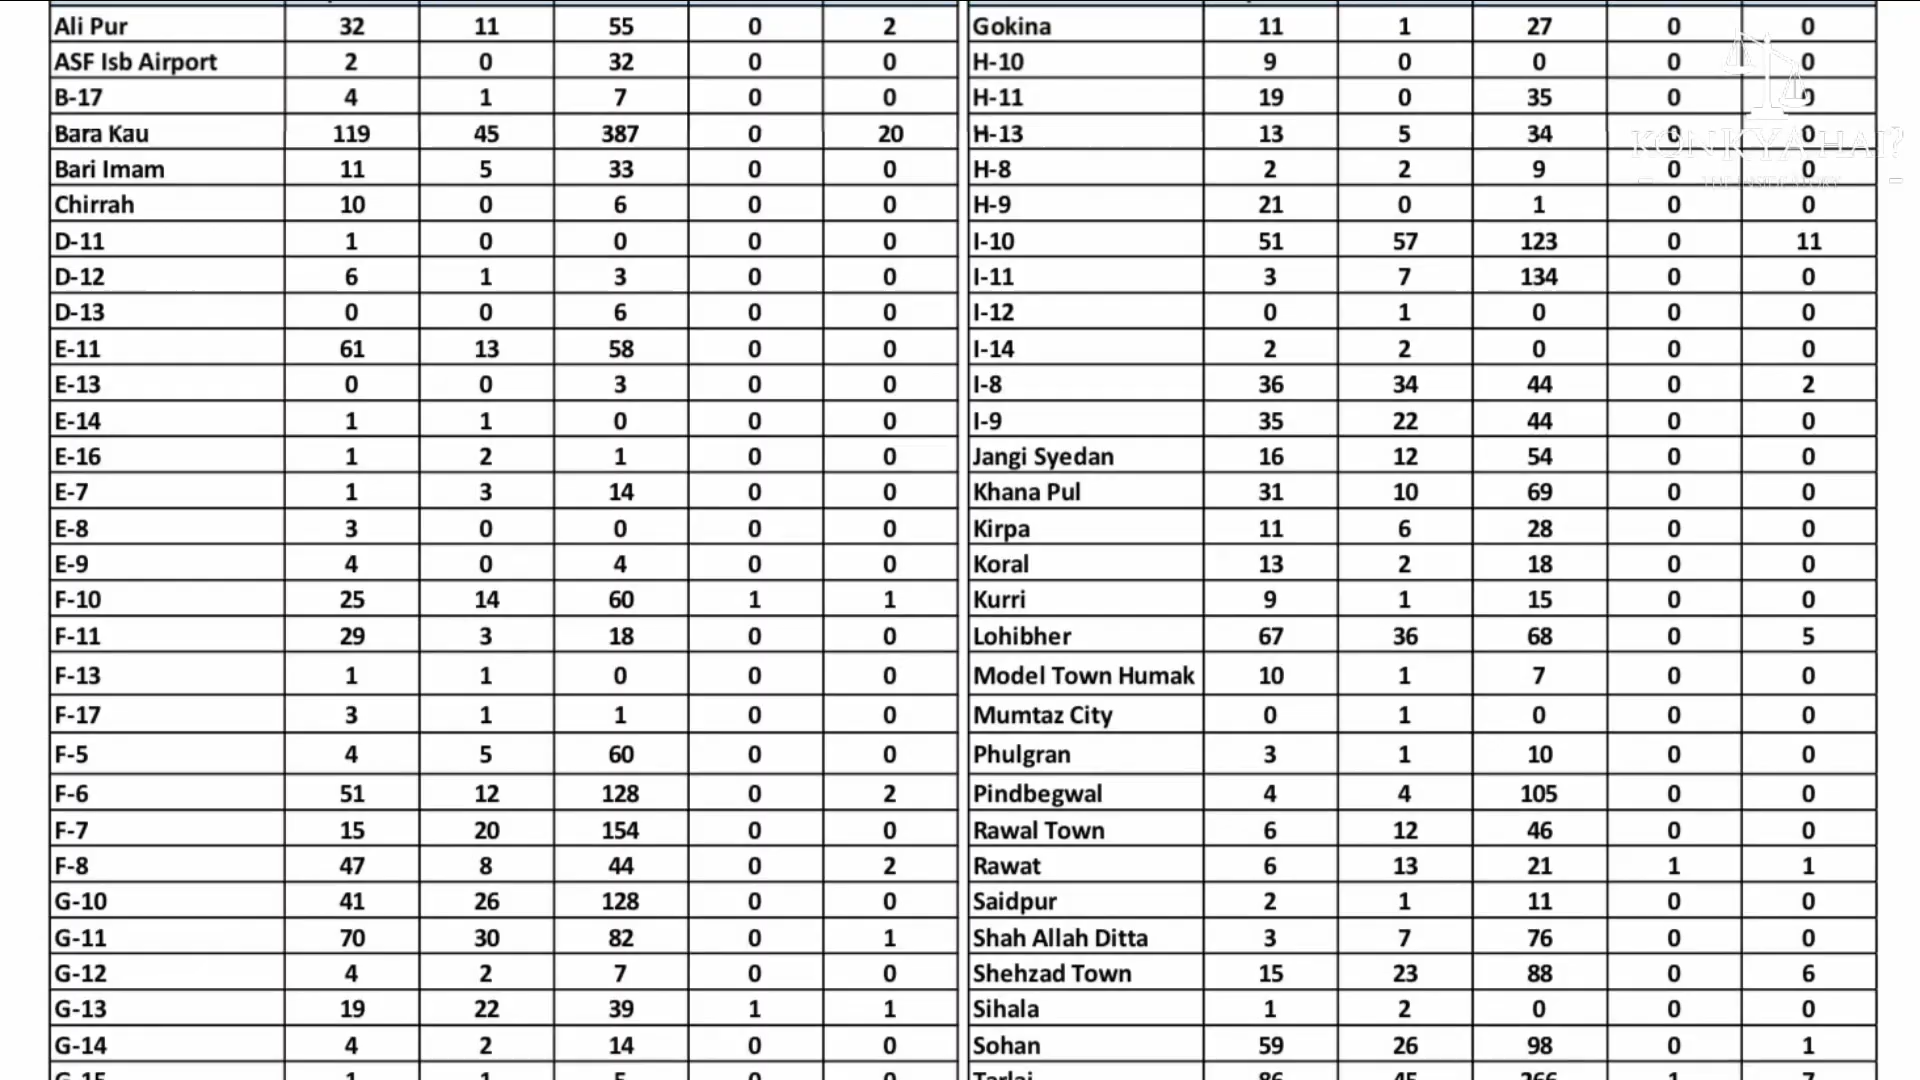 Ali Pur 32 11 55 0 2
ASF Isb Airport 2 0 32 0 0
B-17 4 1 7 0 0
Bara Kau 119 45 387 0 20
Bari Imam 11 5 33 0 0
Chirrah 10 0 6 0 0
D-11 1 0 0 0 0
D-12 6 1 3 0 0
D-13 0 0 6 0 0
E-11 61 13 58 0 0
E-13 0 0 3 0 0
E-14 1 1 0 0 0
E-16 1 2 1 0 0
E-7 1 3 14 0 0
E-8 3 0 0 0 0
E-9 4 0 4 0 0
F-10 25 14 60 1 1
F-11 29 3 18 0 0
F-13 1 1 0 0 0
F-17 3 1 1 0 0
F-5 4 5 60 0 0
F-6 51 12 128 0 2
F-7 15 20 154 0 0
F-8 47 8 44 0 2
G-10 41 26 128 0 0
G-11 70 30 82 0 1
G-12 4 2 7 0 0
G-13 19 22 39 1 1
G-14 4 2 14 0 0
G-15 1 1 5 0 0
Gokina 11 1 27 0 0
H-10 9 0 0 0 0
H-11 19 0 35 0 0
H-13 13 5 34 0 0
H-8 2 2 9 0 0
H-9 21 0 1 0 0
I-10 51 57 123 0 11
I-11 3 7 134 0 0
I-12 0 1 0 0 0
I-14 2 2 0 0 0
I-8 36 34 44 0 2
I-9 35 22 44 0 0
Jangi Syedan 16 12 54 0 0
Khana Pul 31 10 69 0 0
Kirpa 11 6 28 0 0
Koral 13 2 18 0 0
Kurri 9 1 15 0 0
Lohibher 67 36 68 0 5
Model Town Humak 10 1 7 0 0
Mumtaz City 0 1 0 0 0
Phulgran 3 1 10 0 0
Pindbegwal 4 4 105 0 0
Rawal Town 6 12 46 0 0
Rawat 6 13 21 1 1
Saidpur 2 1 11 0 0
Shah Allah Ditta 3 7 76 0 0
Shehzad Town 15 23 88 0 6
Sihala 1 2 0 0 0
Sohan 59 26 98 0 1
Tarlai 86 45 266 1 7
KON KYA HAI?